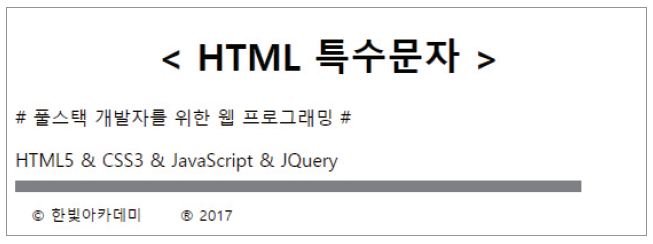 < HTML 특수문자 >
# 풀스택 개발자를 위한 웹 프로그래밍 #
HTML5 & CSS3 & JavaScript & JQuery
© 한빛아카데미 ® 2017